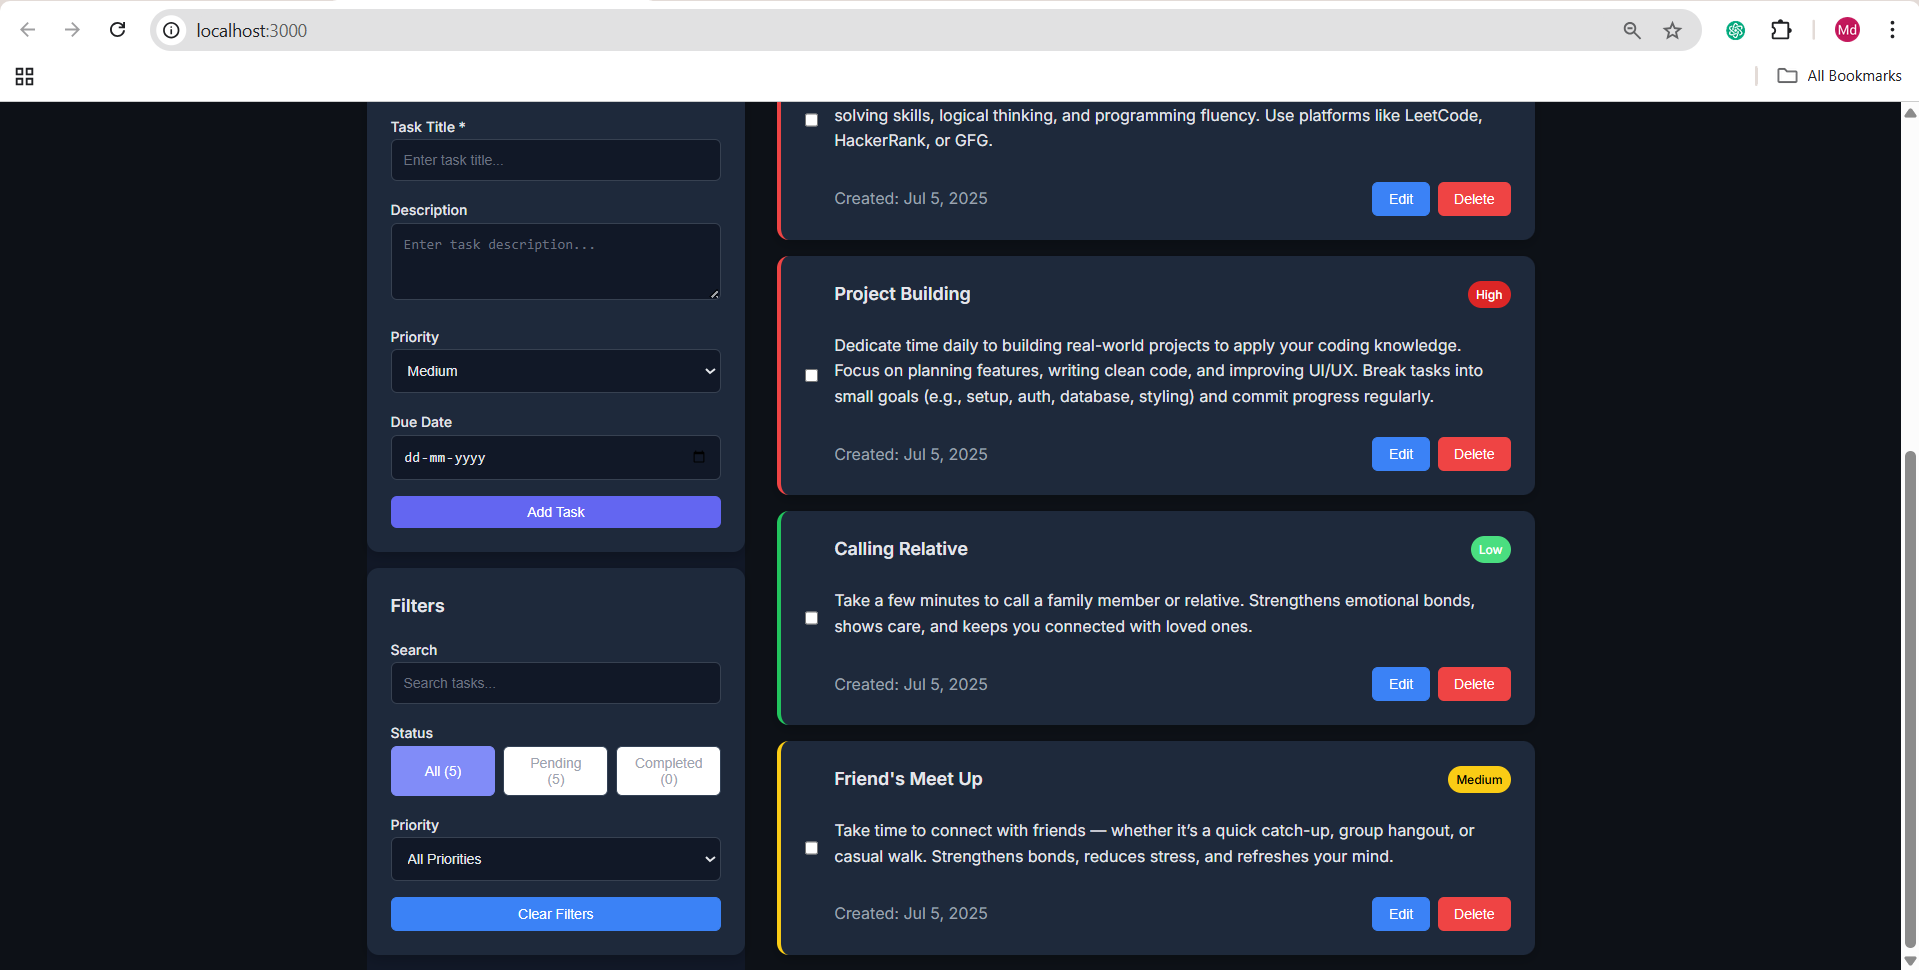 localhost:3000
Md
All Bookmarks
Task Title *
Enter task title...
Description
Enter task description...
Priority
Medium
Due Date
dd-mm-yyyy
Add Task
Filters
Search
Search tasks...
Status
All (5)
Pending
(5)
Completed
(0)
Priority
All Priorities
Clear Filters
solving skills, logical thinking, and programming fluency. Use platforms like LeetCode,
HackerRank, or GFG.
Created: Jul 5, 2025
Edit
Delete
Project Building
High
Dedicate time daily to building real-world projects to apply your coding knowledge.
Focus on planning features, writing clean code, and improving UI/UX. Break tasks into
small goals (e.g., setup, auth, database, styling) and commit progress regularly.
Created: Jul 5, 2025
Edit
Delete
Calling Relative
Low
Take a few minutes to call a family member or relative. Strengthens emotional bonds,
shows care, and keeps you connected with loved ones.
Created: Jul 5, 2025
Edit
Delete
Friend's Meet Up
Medium
Take time to connect with friends — whether it’s a quick catch-up, group hangout, or
casual walk. Strengthens bonds, reduces stress, and refreshes your mind.
Created: Jul 5, 2025
Edit
Delete